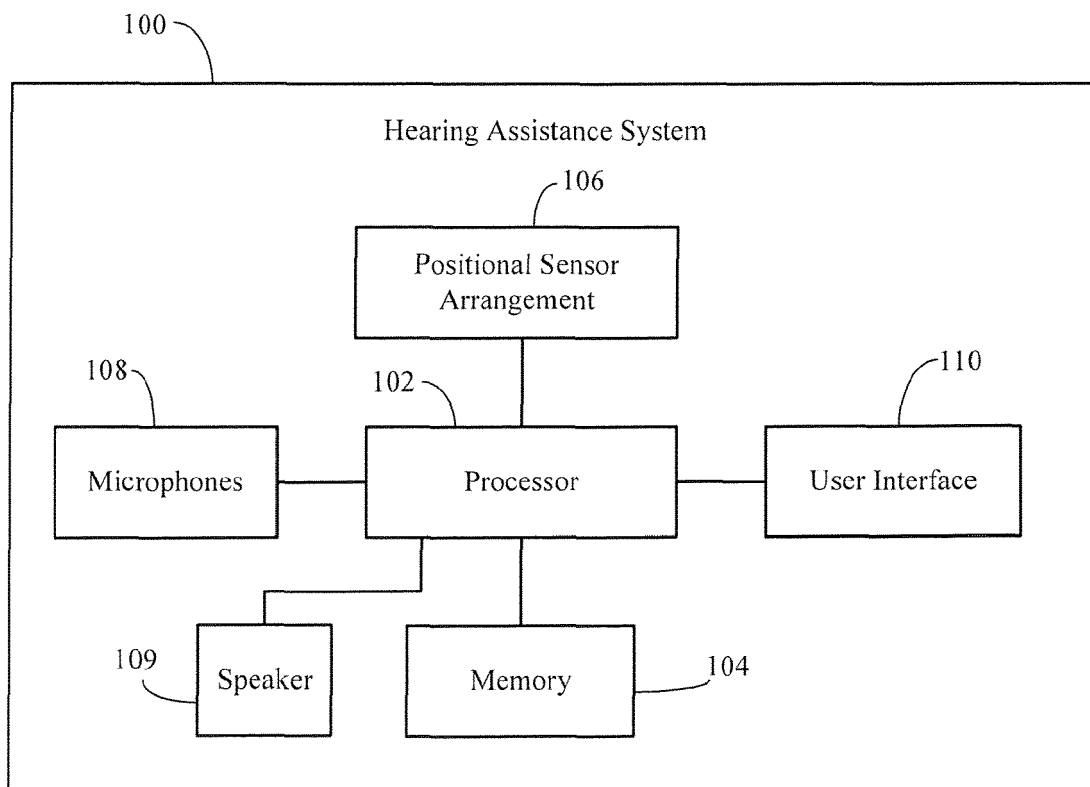 100
Hearing Assistance System
106
Positional Sensor
Arrangement
108
102
110
Microphones
Processor
User Interface
109
Speaker
Memory
104